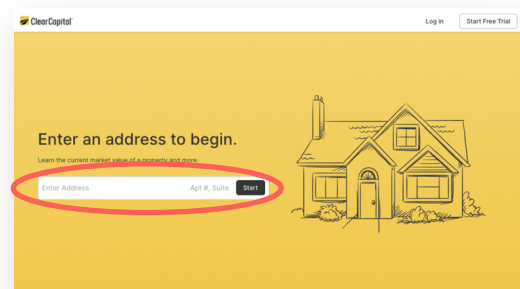 ClearCapital
Log in
Start Free Trial
Enter an address to begin.
Learn the current market value of a property and more.
Enter Address
Apt #, Suite
Start